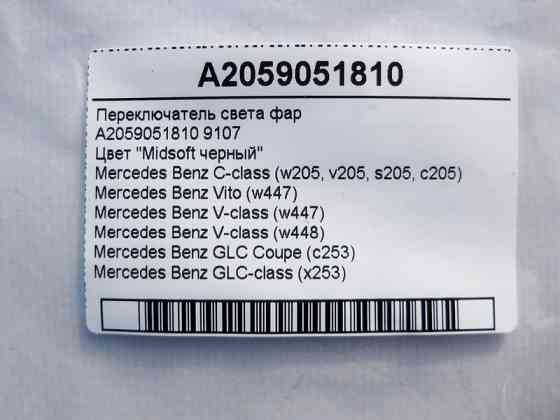 A2059051810
Переключатель света фар
A2059051810 9107
Цвет "Midsoft черный"
Mercedes Benz C-class (w205, v205, s205, c205)
Mercedes Benz Vito (w447)
Mercedes Benz V-class (w447)
Mercedes Benz V-class (w448)
Mercedes Benz GLC Coupe (c253)
Mercedes Benz GLC-class (x253)